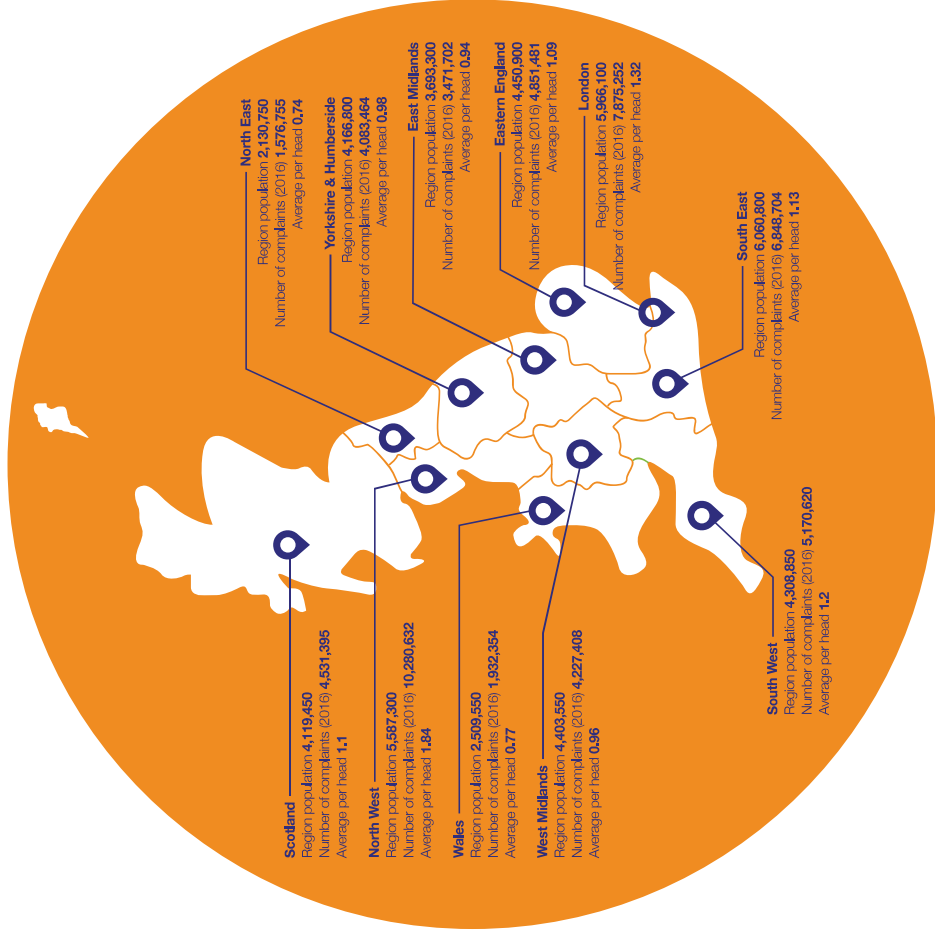 Scotland
Region population 4,119,450
Number of complaints (2016) 4,531,395
Average per head 1.1
North West
Region population 5,587,300
Number of complaints (2016) 10,280,632
Average per head 1.84
Wales
Region population 2,509,550
Number of complaints (2016) 1,932,354
Average per head 0.77
West Midlands
Region population 4,403,550
Number of complaints (2016) 4,227,408
Average per head 0.96
South West
Region population 4,308,850
Number of complaints (2016) 5,170,620
Average per head 1.2
North East
Region population 2,130,750
Number of complaints (2016) 1,576,755
Average per head 0.74
Yorkshire & Humberside
Region population 4,166,800
Number of complaints (2016) 4,083,464
Average per head 0.98
East Midlands
Region population 3,693,300
Number of complaints (2016) 3,471,702
Average per head 0.94
Eastern England
Region population 4,450,900
Number of complaints (2016) 4,851,481
Average per head 1.09
London
Region population 5,966,100
Number of complaints (2016) 7,875,252
Average per head 1.32
South East
Region population 6,060,800
Number of complaints (2016) 6,848,704
Average per head 1.13